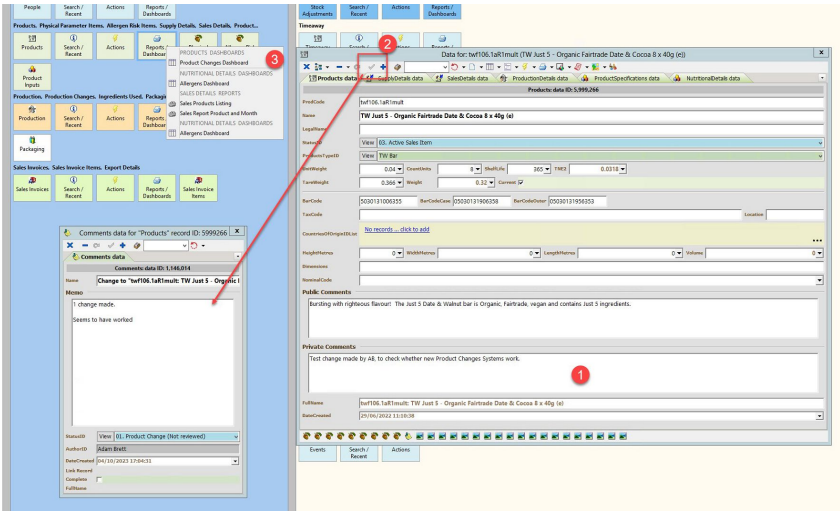 People
Search / Recent
Actions
Reports / Dashboards
Products. Physical Parameter Items. Allergen Risk Items. Supply Details. Sales Details. Product...
Products
Search / Recent
Actions
Reports / Dashboards
PRODUCTS DASHBOARDS
Product Changes Dashboard
NUTRITIONAL DETAILS DASHBOARDS
Allergens Dashboard
SALES DETAILS REPORTS
Sales Products Listing
Sales Report Product and Month
NUTRITIONAL DETAILS DASHBOARDS
Allergens Dashboard
3
Product Inputs
Production. Production Changes. Ingredients Used. Packagin
Production
Search / Recent
Actions
Reports / Dashboar
Packaging
Sales Invoices. Sales Invoice Items. Export Details
Sales Invoices
Search / Recent
Actions
Reports / Dashboards
Sales Invoice Items
Comments data for "Products" record ID: 5999266
X
Comments data
Comments: data ID: 1,146,014
Name
Change to "twf106.1aR1mult: TW Just 5 - Organic
Memo
1 change made.
Seems to have worked
StatusID
View
01. Product Change (Not reviewed)
AuthorID
Adam Brett
DateCreated
04/10/2023 17:04:31
Link Record
Complete
FullName
Stock Adjustments
Search / Recent
Actions
Reports / Dashboards
Timeaway
2
Data for: twf106.1aR1mult (TW Just 5 - Organic Fairtrade Date & Cocoa 8 x 40g (e))
x
Products data
SupplyDetails data
SalesDetails data
ProductionDetails data
ProductSpecifications data
NutritionalDetails data
Products: data ID: 5,999,266
ProdCode
twf106.1aR1mult
Name
TW Just 5 - Organic Fairtrade Date & Cocoa 8 x 40g (e)
LegalName
StatusID
View
03. Active Sales Item
ProductsTypeID
View
TW Bar
UnitWeight
0.04
CountUnits
8
ShelfLife
365
TNE2
0.0318
TareWeight
0.366
Weight
0.32
Current
BarCode
5030131006355
BarCodeCase
05030131906358
BarCodeOuter
05030131956353
TaxCode
Location
CountriesOfOriginIDList
No records ... click to add
HeightMetres
0
WidthMetres
0
LengthMetres
0
Volume
0
Dimensions
NominalCode
Public Comments
Bursting with righteous flavour! The Just 5 Date & Walnut bar is Organic, Fairtrade, vegan and contains Just 5 ingredients.
Private Comments
Test change made by AB, to check whether new Product Changes Systems work.
1
FullName
twf106.1aR1mult: TW Just 5 - Organic Fairtrade Date & Cocoa 8 x 40g (e)
DateCreated
29/06/2022 11:10:38
Events
Search / Recent
Actions